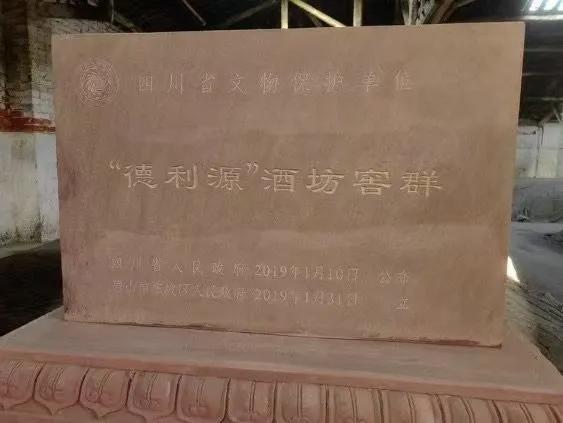 四川省文物保护单位
“德利源”酒坊窖群
四川省人民政府 2019年1月10日 公布
眉山市东坡区人民政府 2019年1月31日 立